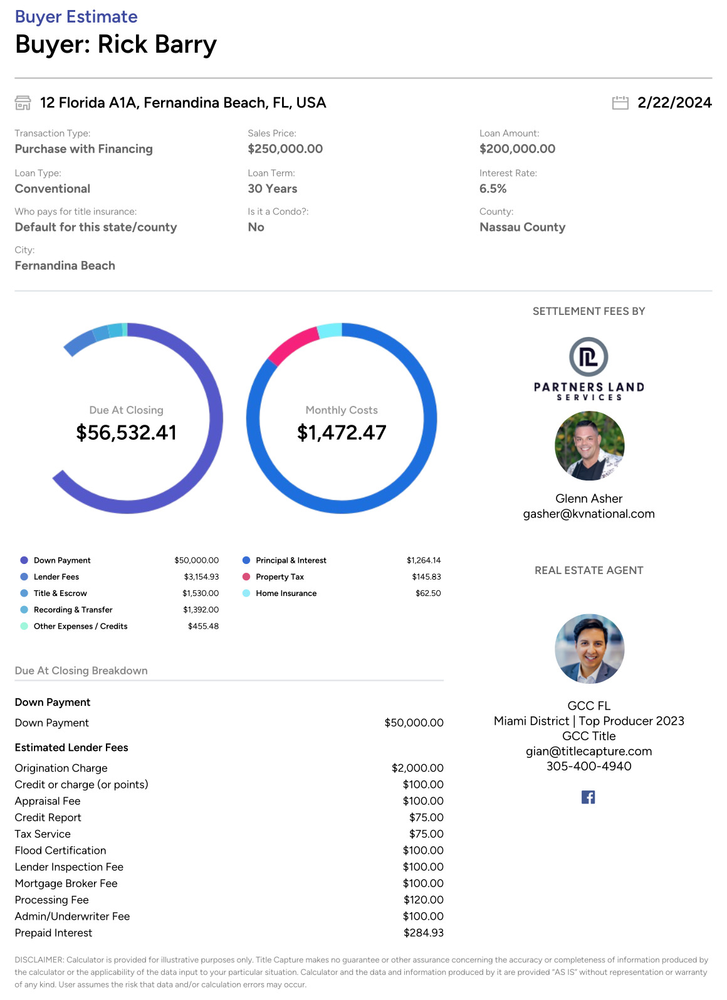 Buyer Estimate
Buyer: Rick Barry
12 Florida A1A, Fernandina Beach, FL, USA
2/22/2024
Transaction Type:
Purchase with Financing
Sales Price:
$250,000.00
Loan Amount:
$200,000.00
Loan Type:
Conventional
Loan Term:
30 Years
Interest Rate:
6.5%
Who pays for title insurance:
Default for this state/county
Is it a Condo?:
No
County:
Nassau County
City:
Fernandina Beach
Due At Closing
$56,532.41
Monthly Costs
$1,472.47
Down Payment $50,000.00
Lender Fees $3,154.93
Title & Escrow $1,530.00
Recording & Transfer $1,392.00
Other Expenses / Credits $455.48
Principal & Interest $1,264.14
Property Tax $145.83
Home Insurance $62.50
SETTLEMENT FEES BY
PARTNERS LAND
SERVICES
Glenn Asher
gasher@kvnational.com
REAL ESTATE AGENT
GCC FL
Miami District | Top Producer 2023
GCC Title
gian@titlecapture.com
305-400-4940
Due At Closing Breakdown
Down Payment
Down Payment $50,000.00
Estimated Lender Fees
Origination Charge $2,000.00
Credit or charge (or points) $100.00
Appraisal Fee $100.00
Credit Report $75.00
Tax Service $75.00
Flood Certification $100.00
Lender Inspection Fee $100.00
Mortgage Broker Fee $100.00
Processing Fee $120.00
Admin/Underwriter Fee $100.00
Prepaid Interest $284.93
DISCLAIMER: Calculator is provided for illustrative purposes only. Title Capture makes no guarantee or other assurance concerning the accuracy or completeness of information produced by
the calculator or the applicability of the data input to your particular situation. Calculator and the data and information produced by it are provided “AS IS” without representation or warranty
of any kind. User assumes the risk that data and/or calculation errors may occur.